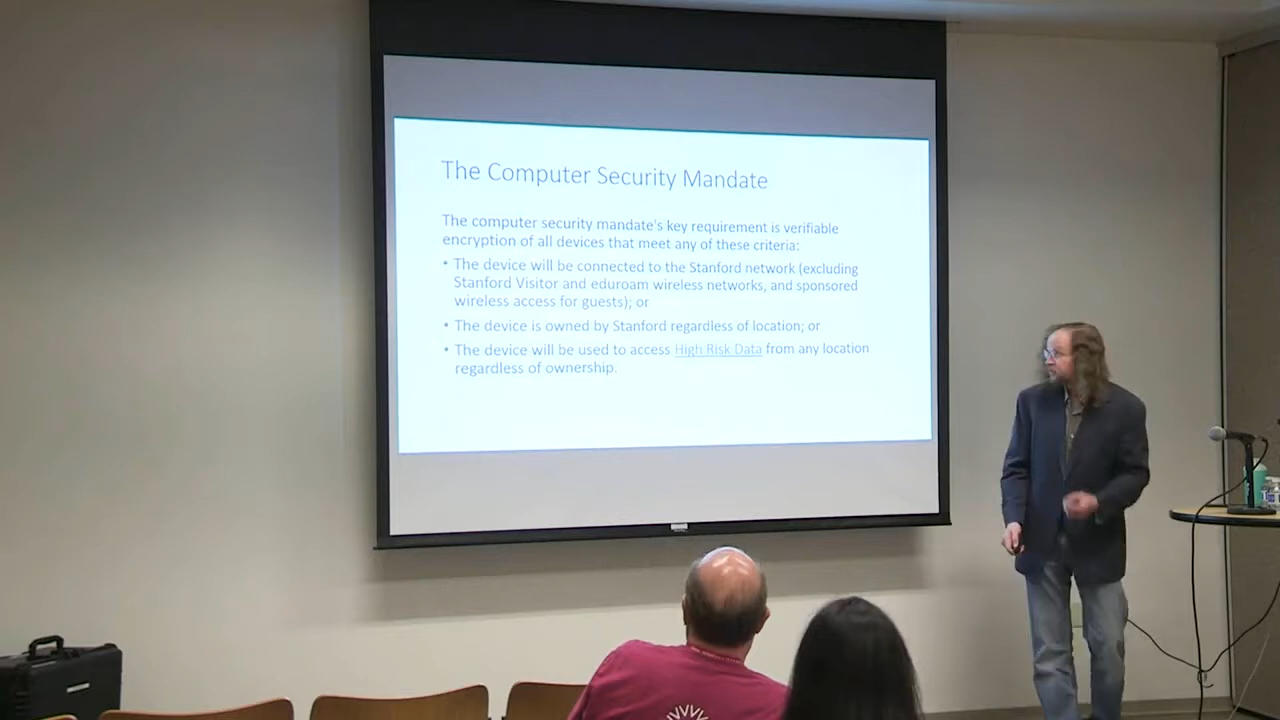 The Computer Security Mandate
The computer security mandate's key requirement is verifiable
encryption of all devices that meet any of these criteria:
• The device will be connected to the Stanford network (excluding
Stanford Visitor and eduroam wireless networks, and sponsored
wireless access for guests); or
• The device is owned by Stanford regardless of location; or
• The device will be used to access High Risk Data from any location
regardless of ownership.